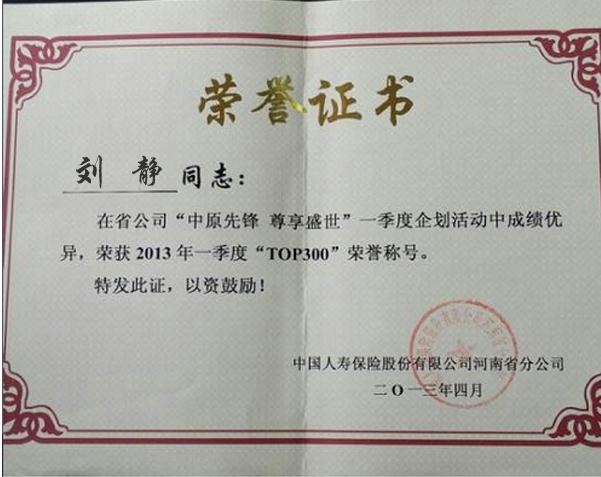 荣誉证书
刘 静 同志：
在省公司“中原先锋 尊享盛世”一季度企划活动中成绩优
异，荣获 2013 年一季度“TOP300”荣誉称号。
特发此证，以资鼓励！
中国人寿保险股份有限公司河南省分公司
二〇一三年四月